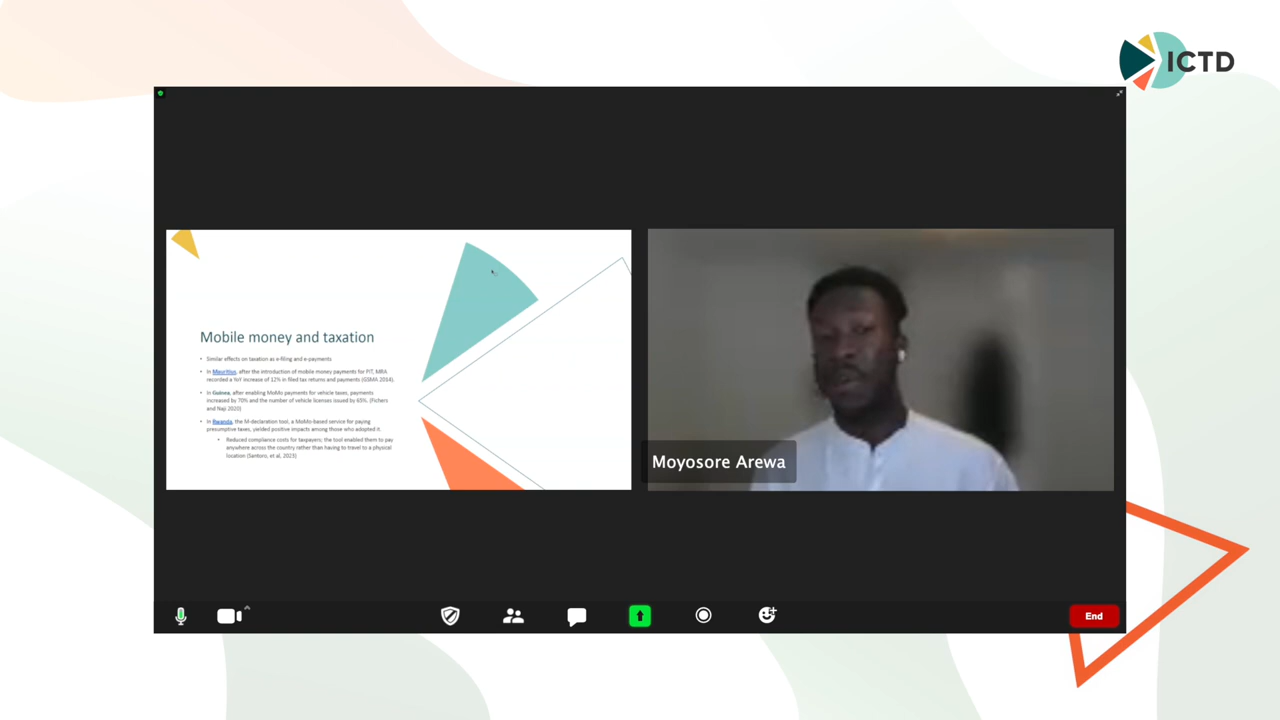 ICTD
Mobile money and taxation
Similar effects on taxation as e-filing and e-payments
In Mauritius, after the introduction of mobile money payments for PIT, MRA
recorded a YoY increase of 12% in filed tax returns and payments (GSMA 2014).
In Guinea, after enabling MoMo payments for vehicle taxes, payments
increased by 70% and the number of vehicle licenses issued by 65%. (Fichers
and Nap 2020)
In Rwanda, the M-declaration tool, a MoMo-based service for paying
presumptive taxes, yielded positive impacts among those who adopted it.
Reduced compliance costs for taxpayers; the tool enabled them to pay
anywhere across the country rather than having to travel to a physical
location (Santoro, et al, 2023)
Moyosore Arewa
End